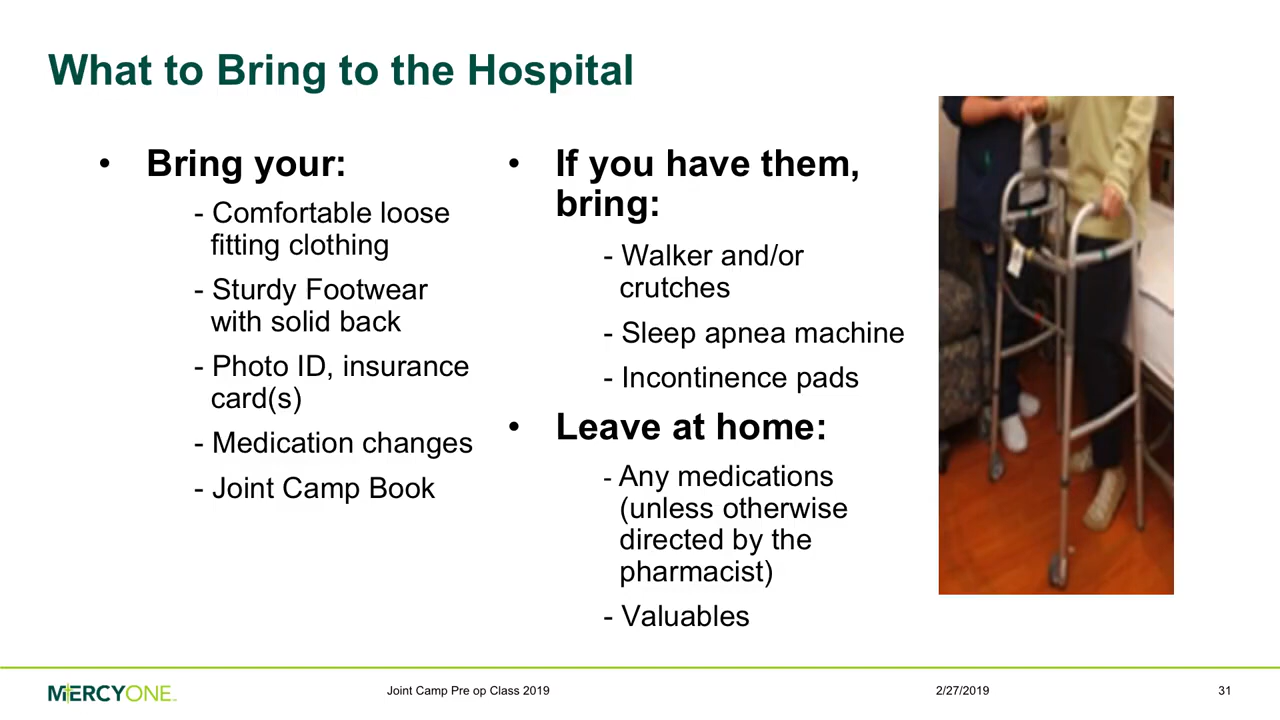 What to Bring to the Hospital
• Bring your:
- Comfortable loose
fitting clothing
- Sturdy Footwear
with solid back
- Photo ID, insurance
card(s)
- Medication changes
- Joint Camp Book
• If you have them,
bring:
- Walker and/or
crutches
- Sleep apnea machine
- Incontinence pads
• Leave at home:
- Any medications
(unless otherwise
directed by the
pharmacist)
- Valuables
MERCYONE
Joint Camp Pre op Class 2019
2/27/2019
31